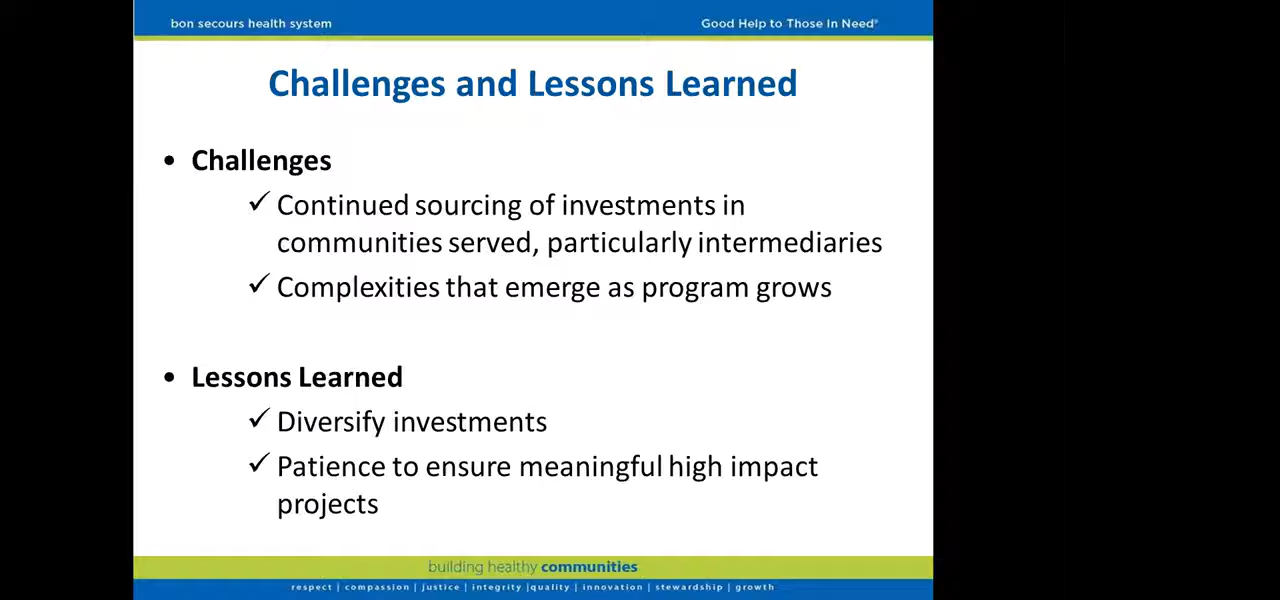 bon secours health system
Good Help to Those In Need®
Challenges and Lessons Learned
• Challenges
✓ Continued sourcing of investments in
communities served, particularly intermediaries
✓ Complexities that emerge as program grows
• Lessons Learned
✓ Diversify investments
✓ Patience to ensure meaningful high impact
projects
building healthy communities
respect | compassion | justice | integrity |quality | innovation | stewardship | growth